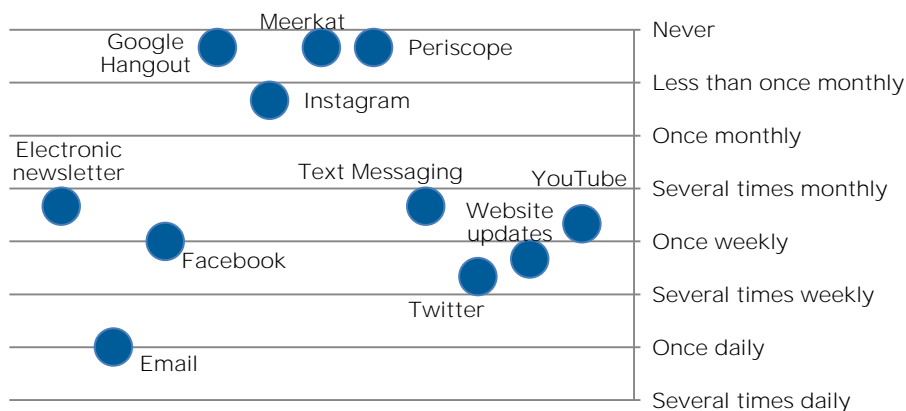 Meerkat
Never
Google
Hangout
Periscope
Less than once monthly
Instagram
Once monthly
Electronic
newsletter
Text Messaging
YouTube
Several times monthly
Website
updates
Once weekly
Facebook
Several times weekly
Twitter
Once daily
Email
Several times daily